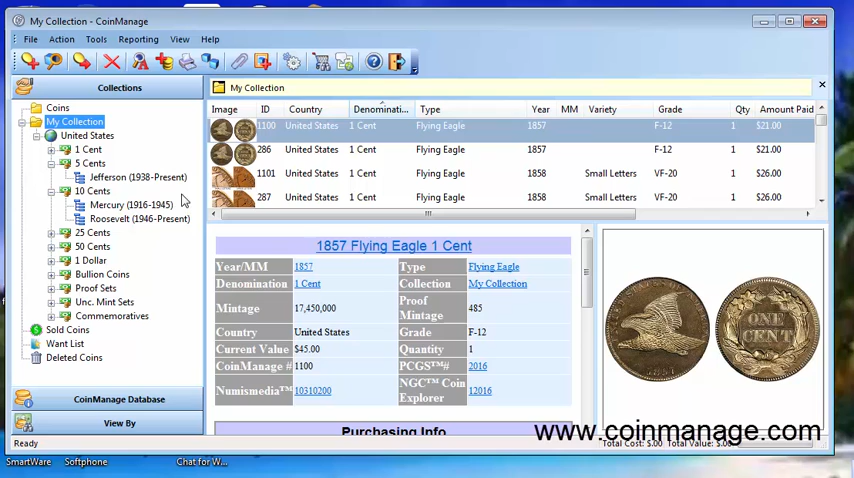 My Collection - CoinManage
File Action Tools Reporting View Help
Collections
My Collection
Coins
My Collection
United States
1 Cent
5 Cents
Jefferson (1938-Present)
10 Cents
Mercury (1916-1945)
Roosevelt (1946-Present)
25 Cents
50 Cents
1 Dollar
Bullion Coins
Proof Sets
Unc. Mint Sets
Commemoratives
Sold Coins
Want List
Deleted Coins
CoinManage Database
View By
Image ID Country Denominati... Type Year MM Variety Grade Qty Amount Paid
1100 United States 1 Cent Flying Eagle 1857 F-12 1 $21.00
286 United States 1 Cent Flying Eagle 1857 F-12 1 $21.00
1101 United States 1 Cent Flying Eagle 1858 Small Letters VF-20 1 $26.00
287 United States 1 Cent Flying Eagle 1858 Small Letters VF-20 1 $26.00
1857 Flying Eagle 1 Cent
Year/MM 1857 Type Flying Eagle
Denomination 1 Cent Collection My Collection
Mintage 17,450,000 Proof Mintage 485
Country United States Grade F-12
Current Value $45.00 Quantity 1
CoinManage # 1100 PCGS™# 2016
Numismedia™ 10310200 NGC™ Coin Explorer 12016
Purchasing Info
1857
ONE
CENT
www.coinmanage.com
Ready
Total Cost: $.00 Total Value: $.00
SmartWare Softphone Chat for W...